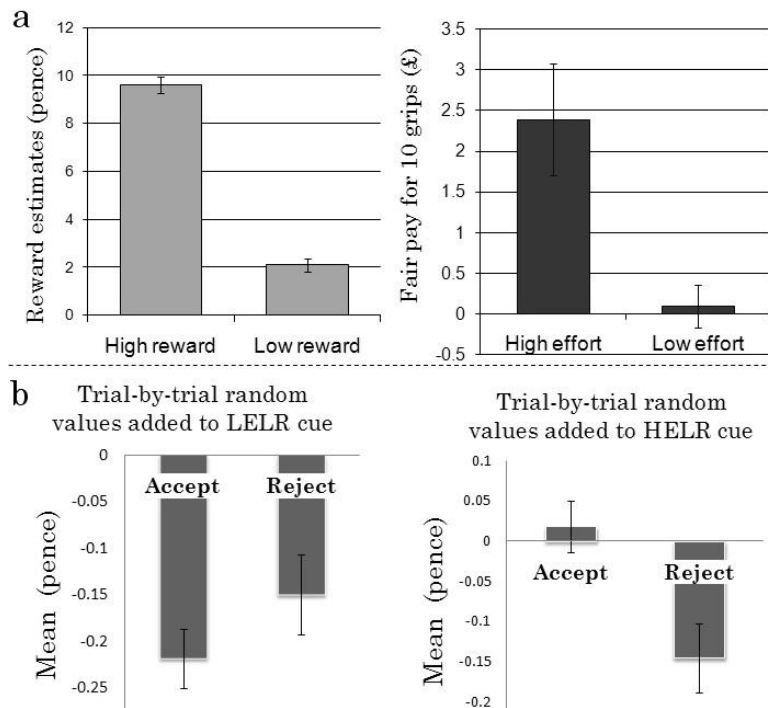 a
Reward estimates (pence)
12
10
8
6
4
2
0
High reward
Low reward
Fair pay for 10 grips (£)
3.5
3
2.5
2
1.5
1
0.5
0
-0.5
High effort
Low effort
b
Trial-by-trial random
values added to LELR cue
Mean (pence)
0
-0.05
-0.1
-0.15
-0.2
-0.25
Accept
Reject
Trial-by-trial random
values added to HELR cue
Mean (pence)
0.1
0.05
0
-0.05
-0.1
-0.15
-0.2
Accept
Reject